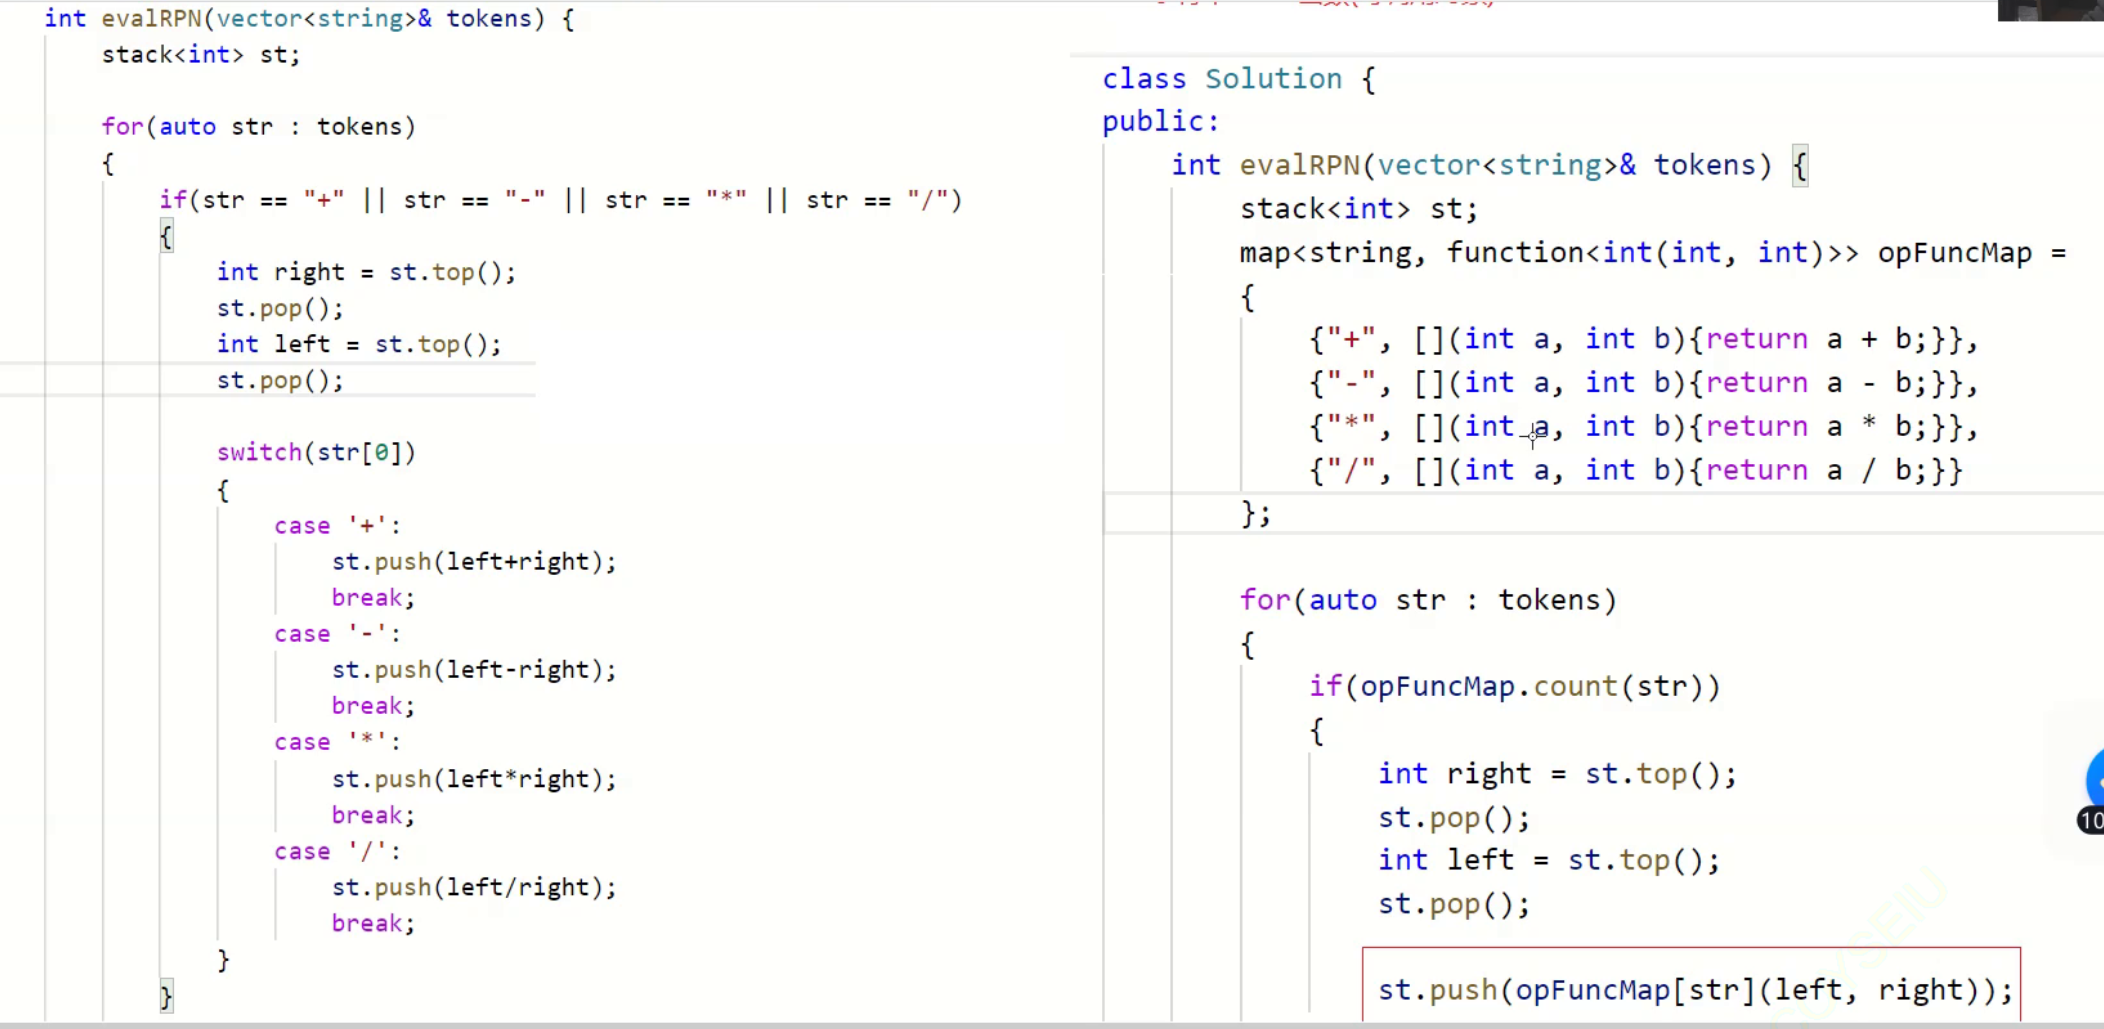 int evalRPN(vector<string>& tokens) {
    stack<int> st;
    for(auto str : tokens)
    {
        if(str == "+" || str == "-" || str == "*" || str == "/")
        {
            int right = st.top();
            st.pop();
            int left = st.top();
            st.pop();
            switch(str[0])
            {
                case '+':
                    st.push(left+right);
                    break;
                case '-':
                    st.push(left-right);
                    break;
                case '*':
                    st.push(left*right);
                    break;
                case '/':
                    st.push(left/right);
                    break;
            }
        }
class Solution {
public:
    int evalRPN(vector<string>& tokens) {
        stack<int> st;
        map<string, function<int(int, int)>> opFuncMap =
        {
            {"+", [](int a, int b){return a + b;}},
            {"-", [](int a, int b){return a - b;}},
            {"*", [](int a, int b){return a * b;}},
            {"/", [](int a, int b){return a / b;}}
        };
        for(auto str : tokens)
        {
            if(opFuncMap.count(str))
            {
                int right = st.top();
                st.pop();
                int left = st.top();
                st.pop();
                st.push(opFuncMap[str](left, right));
10